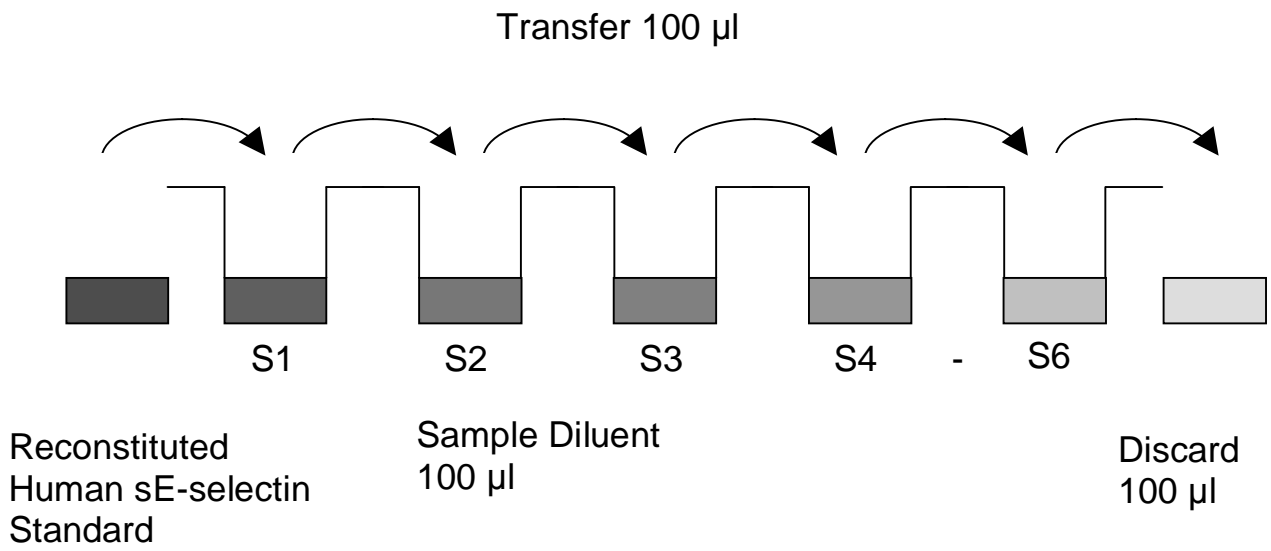 Transfer 100 µl
S1 S2 S3 S4 - S6
Reconstituted
Human sE-selectin
Standard
Sample Diluent
100 µl
Discard
100 µl